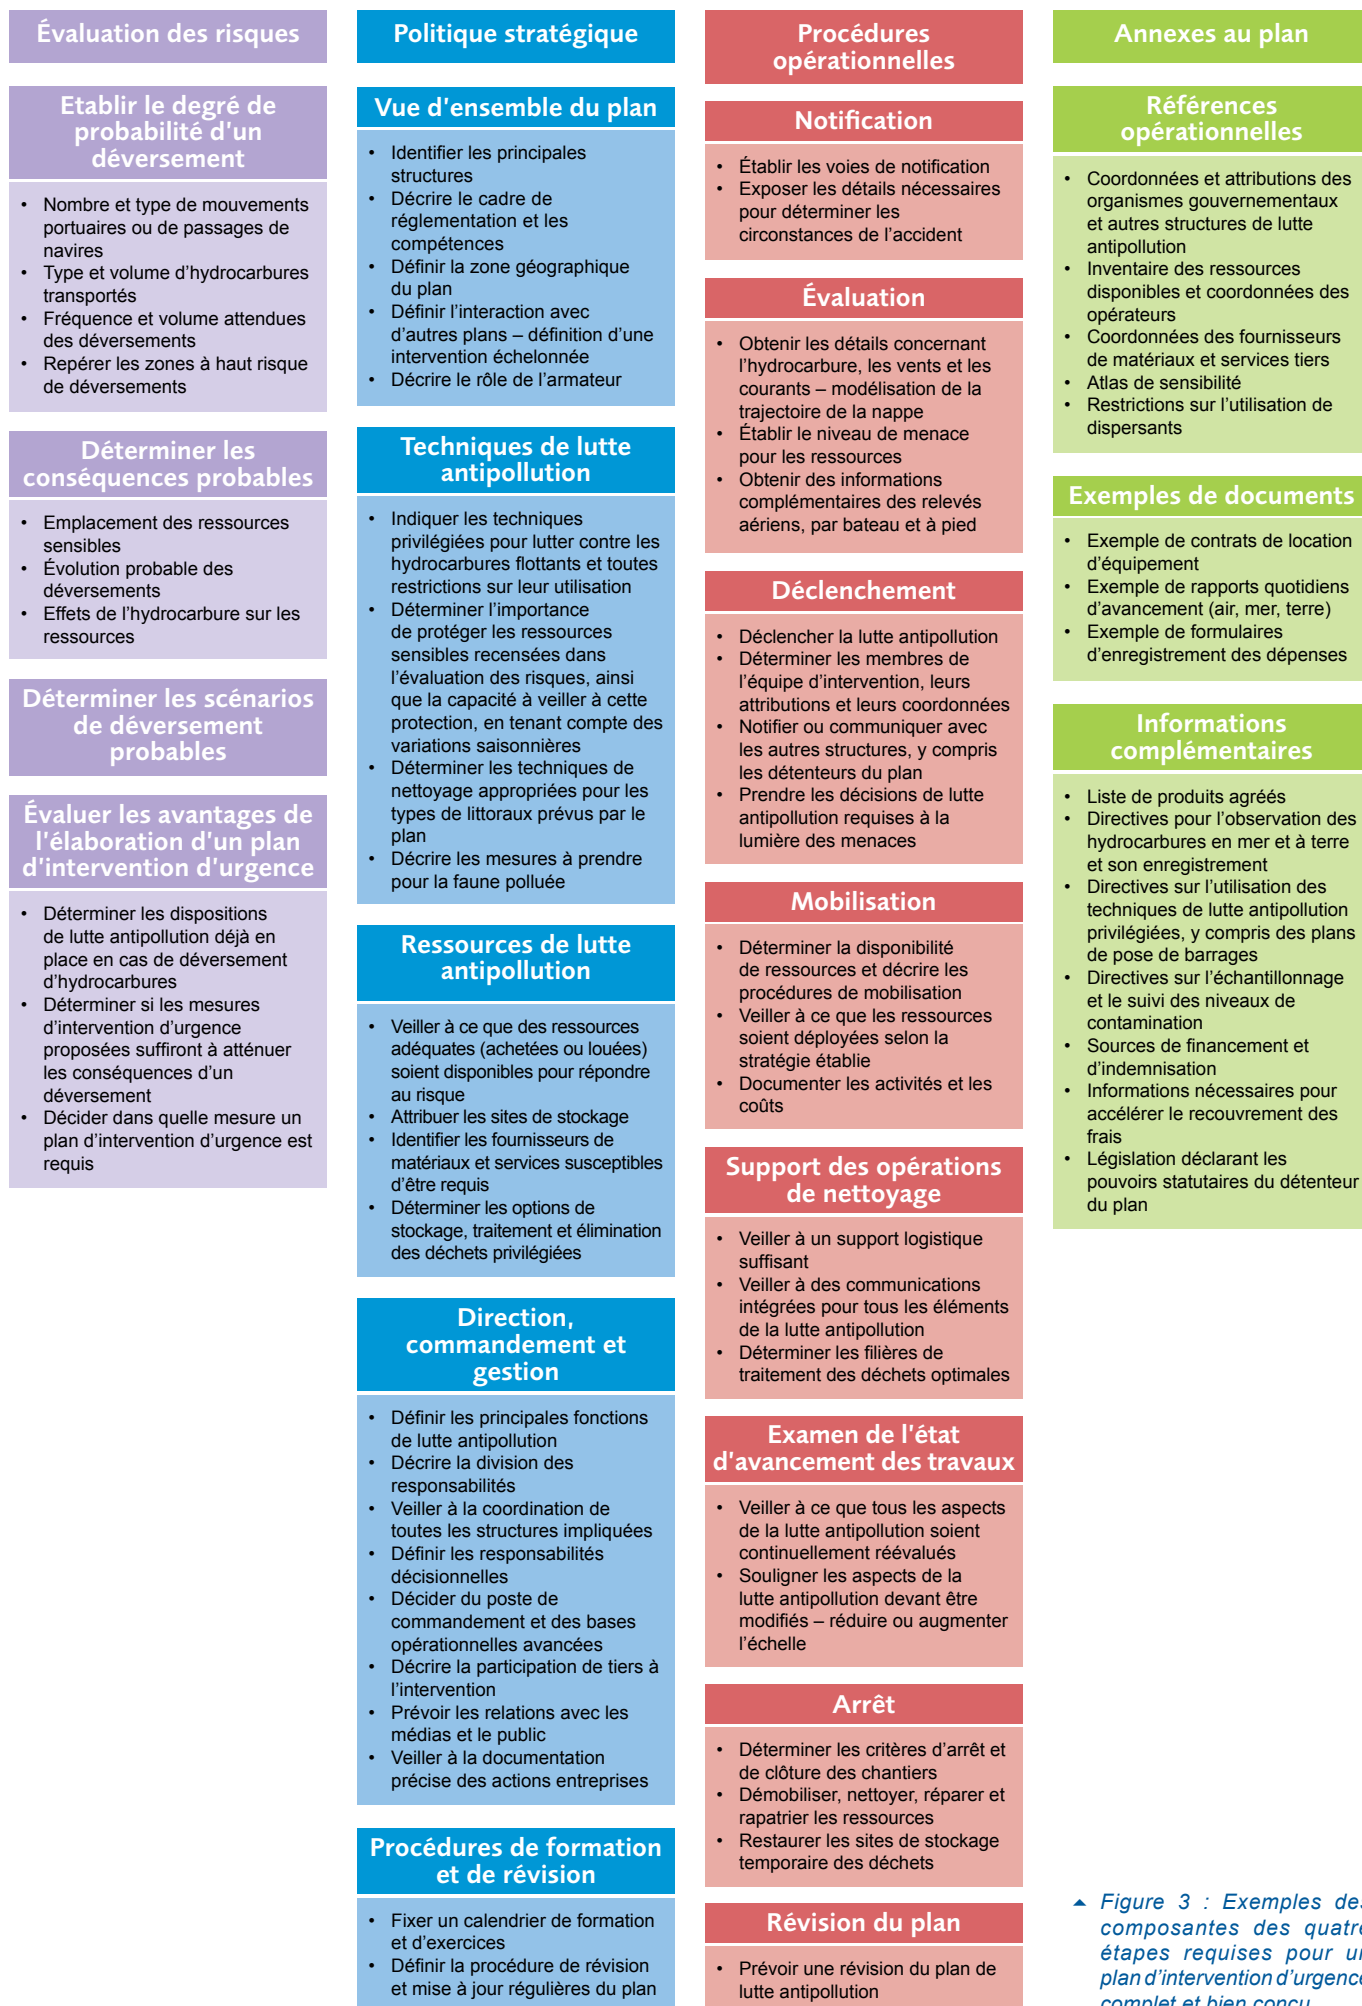 Évaluation des risques
Etablir le degré de
probabilité d'un
déversement
• Nombre et type de mouvements
portuaires ou de passages de
navires
• Type et volume d'hydrocarbures
transportés
• Fréquence et volume attendues
des déversements
• Repérer les zones à haut risque
de déversements
Déterminer les
conséquences probables
• Emplacement des ressources
sensibles
• Évolution probable des
déversements
• Effets de l'hydrocarbure sur les
ressources
Déterminer les scénarios
de déversement
probables
Évaluer les avantages de
l'élaboration d'un plan
d'intervention d'urgence
• Déterminer les dispositions
de lutte antipollution déjà en
place en cas de déversement
d'hydrocarbures
• Déterminer si les mesures
d'intervention d'urgence
proposées suffiront à atténuer
les conséquences d'un
déversement
• Décider dans quelle mesure un
plan d'intervention d'urgence est
requis
Politique stratégique
Vue d'ensemble du plan
• Identifier les principales
structures
• Décrire le cadre de
réglementation et les
compétences
• Définir la zone géographique
du plan
• Définir l'interaction avec
d'autres plans – définition d'une
intervention échelonnée
• Décrire le rôle de l'armateur
Techniques de lutte
antipollution
• Indiquer les techniques
privilégiées pour lutter contre les
hydrocarbures flottants et toutes
restrictions sur leur utilisation
• Déterminer l'importance
de protéger les ressources
sensibles recensées dans
l'évaluation des risques, ainsi
que la capacité à veiller à cette
protection, en tenant compte des
variations saisonnières
• Déterminer les techniques de
nettoyage appropriées pour les
types de littoraux prévus par le
plan
• Décrire les mesures à prendre
pour la faune polluée
Ressources de lutte
antipollution
• Veiller à ce que des ressources
adéquates (achetées ou louées)
soient disponibles pour répondre
au risque
• Attribuer les sites de stockage
• Identifier les fournisseurs de
matériaux et services susceptibles
d'être requis
• Déterminer les options de
stockage, traitement et élimination
des déchets privilégiées
Direction,
commandement et
gestion
• Définir les principales fonctions
de lutte antipollution
• Décrire la division des
responsabilités
• Veiller à la coordination de
toutes les structures impliquées
• Définir les responsabilités
décisionnelles
• Décider du poste de
commandement et des bases
opérationnelles avancées
• Décrire la participation de tiers à
l'intervention
• Prévoir les relations avec les
médias et le public
• Veiller à la documentation
précise des actions entreprises
Procédures de formation
et de révision
• Fixer un calendrier de formation
et d'exercices
• Définir la procédure de révision
et mise à jour régulières du plan
Procédures
opérationnelles
Notification
• Établir les voies de notification
• Exposer les détails nécessaires
pour déterminer les
circonstances de l'accident
Évaluation
• Obtenir les détails concernant
l'hydrocarbure, les vents et les
courants – modélisation de la
trajectoire de la nappe
• Établir le niveau de menace
pour les ressources
• Obtenir des informations
complémentaires des relevés
aériens, par bateau et à pied
Déclenchement
• Déclencher la lutte antipollution
• Déterminer les membres de
l'équipe d'intervention, leurs
attributions et leurs coordonnées
• Notifier ou communiquer avec
les autres structures, y compris
les détenteurs du plan
• Prendre les décisions de lutte
antipollution requises à la
lumière des menaces
Mobilisation
• Déterminer la disponibilité
de ressources et décrire les
procédures de mobilisation
• Veiller à ce que les ressources
soient déployées selon la
stratégie établie
• Documenter les activités et les
coûts
Support des opérations
de nettoyage
• Veiller à un support logistique
suffisant
• Veiller à des communications
intégrées pour tous les éléments
de la lutte antipollution
• Déterminer les filières de
traitement des déchets optimales
Examen de l'état
d'avancement des travaux
• Veiller à ce que tous les aspects
de la lutte antipollution soient
continuellement réévalués
• Souligner les aspects de la
lutte antipollution devant être
modifiés – réduire ou augmenter
l'échelle
Arrêt
• Déterminer les critères d'arrêt et
de clôture des chantiers
• Démobiliser, nettoyer, réparer et
rapatrier les ressources
• Restaurer les sites de stockage
temporaire des déchets
Révision du plan
• Prévoir une révision du plan de
lutte antipollution
Annexes au plan
Références
opérationnelles
• Coordonnées et attributions des
organismes gouvernementaux
et autres structures de lutte
antipollution
• Inventaire des ressources
disponibles et coordonnées des
opérateurs
• Coordonnées des fournisseurs
de matériaux et services tiers
• Atlas de sensibilité
• Restrictions sur l'utilisation de
dispersants
Exemples de documents
• Exemple de contrats de location
d'équipement
• Exemple de rapports quotidiens
d'avancement (air, mer, terre)
• Exemple de formulaires
d'enregistrement des dépenses
Informations
complémentaires
• Liste de produits agréés
• Directives pour l'observation des
hydrocarbures en mer et à terre
et son enregistrement
• Directives sur l'utilisation des
techniques de lutte antipollution
privilégiées, y compris des plans
de pose de barrages
• Directives sur l'échantillonnage
et le suivi des niveaux de
contamination
• Sources de financement et
d'indemnisation
• Informations nécessaires pour
accélérer le recouvrement des
frais
• Législation déclarant les
pouvoirs statutaires du détenteur
du plan
Figure 3 : Exemples des
composantes des quatre
étapes requises pour un
plan d'intervention d'urgence
complet et bien conçu